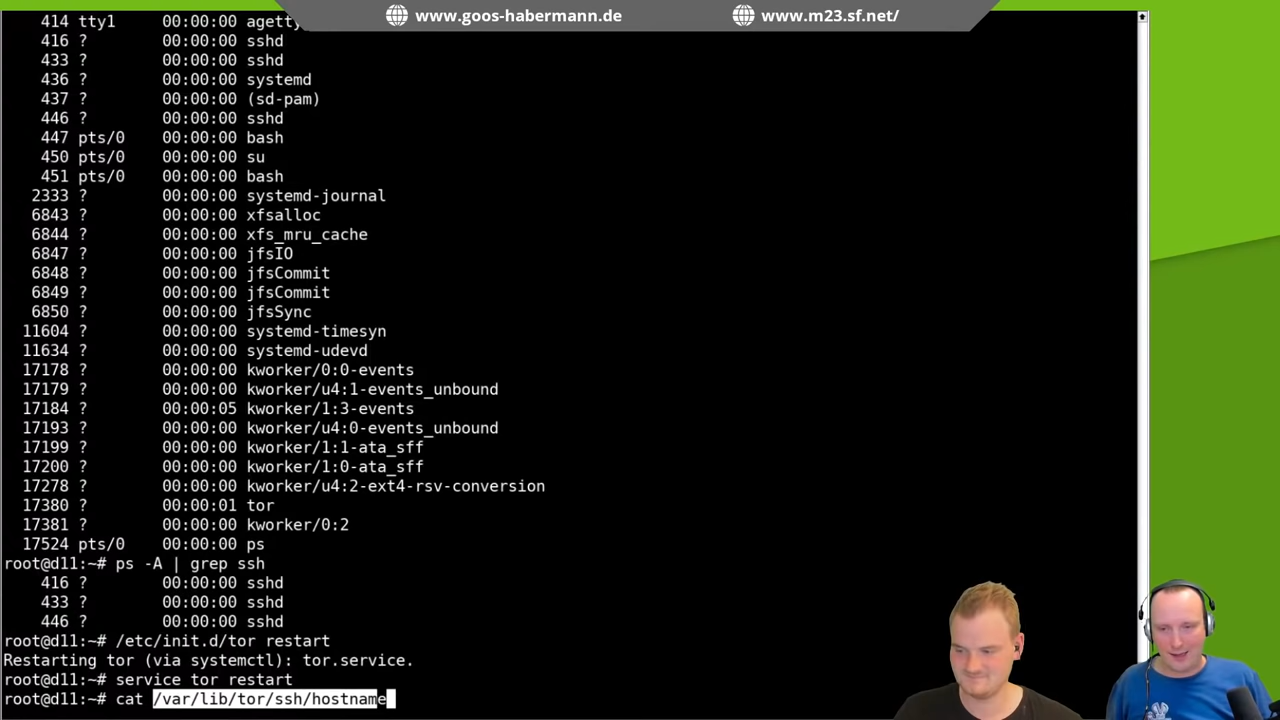 www.goos-habermann.de
www.m23.sf.net/
414 tty1 00:00:00 agetty
416 ? 00:00:00 sshd
433 ? 00:00:00 sshd
436 ? 00:00:00 systemd
437 ? 00:00:00 (sd-pam)
446 ? 00:00:00 sshd
447 pts/0 00:00:00 bash
450 pts/0 00:00:00 su
451 pts/0 00:00:00 bash
2333 ? 00:00:00 systemd-journal
6843 ? 00:00:00 xfsalloc
6844 ? 00:00:00 xfs_mru_cache
6847 ? 00:00:00 jfsIO
6848 ? 00:00:00 jfsCommit
6849 ? 00:00:00 jfsCommit
6850 ? 00:00:00 jfsSync
11604 ? 00:00:00 systemd-timesyn
11634 ? 00:00:00 systemd-udevd
17178 ? 00:00:00 kworker/0:0-events
17179 ? 00:00:00 kworker/u4:1-events_unbound
17184 ? 00:00:05 kworker/1:3-events
17193 ? 00:00:00 kworker/u4:0-events_unbound
17199 ? 00:00:00 kworker/1:1-ata_sff
17200 ? 00:00:00 kworker/1:0-ata_sff
17278 ? 00:00:00 kworker/u4:2-ext4-rsv-conversion
17380 ? 00:00:01 tor
17381 ? 00:00:00 kworker/0:2
17524 pts/0 00:00:00 ps
root@d11:~# ps -A | grep ssh
416 ? 00:00:00 sshd
433 ? 00:00:00 sshd
446 ? 00:00:00 sshd
root@d11:~# /etc/init.d/tor restart
Restarting tor (via systemctl): tor.service.
root@d11:~# service tor restart
root@d11:~# cat /var/lib/tor/ssh/hostname